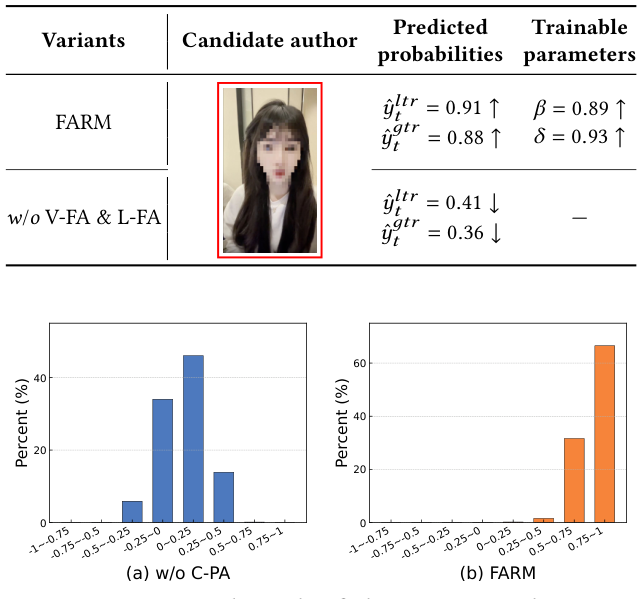 Variants Candidate author Predicted probabilities Trainable parameters
FARM
ŷ_t^{ltr} = 0.91 ↑ β = 0.89 ↑
ŷ_t^{gtr} = 0.88 ↑ δ = 0.93 ↑
w/o V-FA & L-FA
ŷ_t^{ltr} = 0.41 ↓
ŷ_t^{gtr} = 0.36 ↓
–
Percent (%)
40
20
0
-1~-0.75 -0.75~-0.5 -0.5~-0.25 -0.25~0 0~0.25 0.25~0.5 0.5~0.75 0.75~1
(a) w/o C-PA
Percent (%)
60
40
20
0
-1~-0.75 -0.75~-0.5 -0.5~-0.25 -0.25~0 0~0.25 0.25~0.5 0.5~0.75 0.75~1
(b) FARM